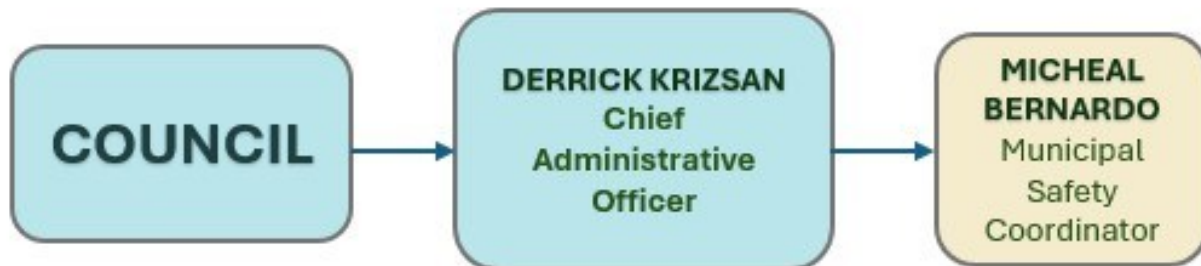 COUNCIL
DERRICK KRIZSAN
Chief
Administrative
Officer
MICHEAL
BERNARDO
Municipal
Safety
Coordinator